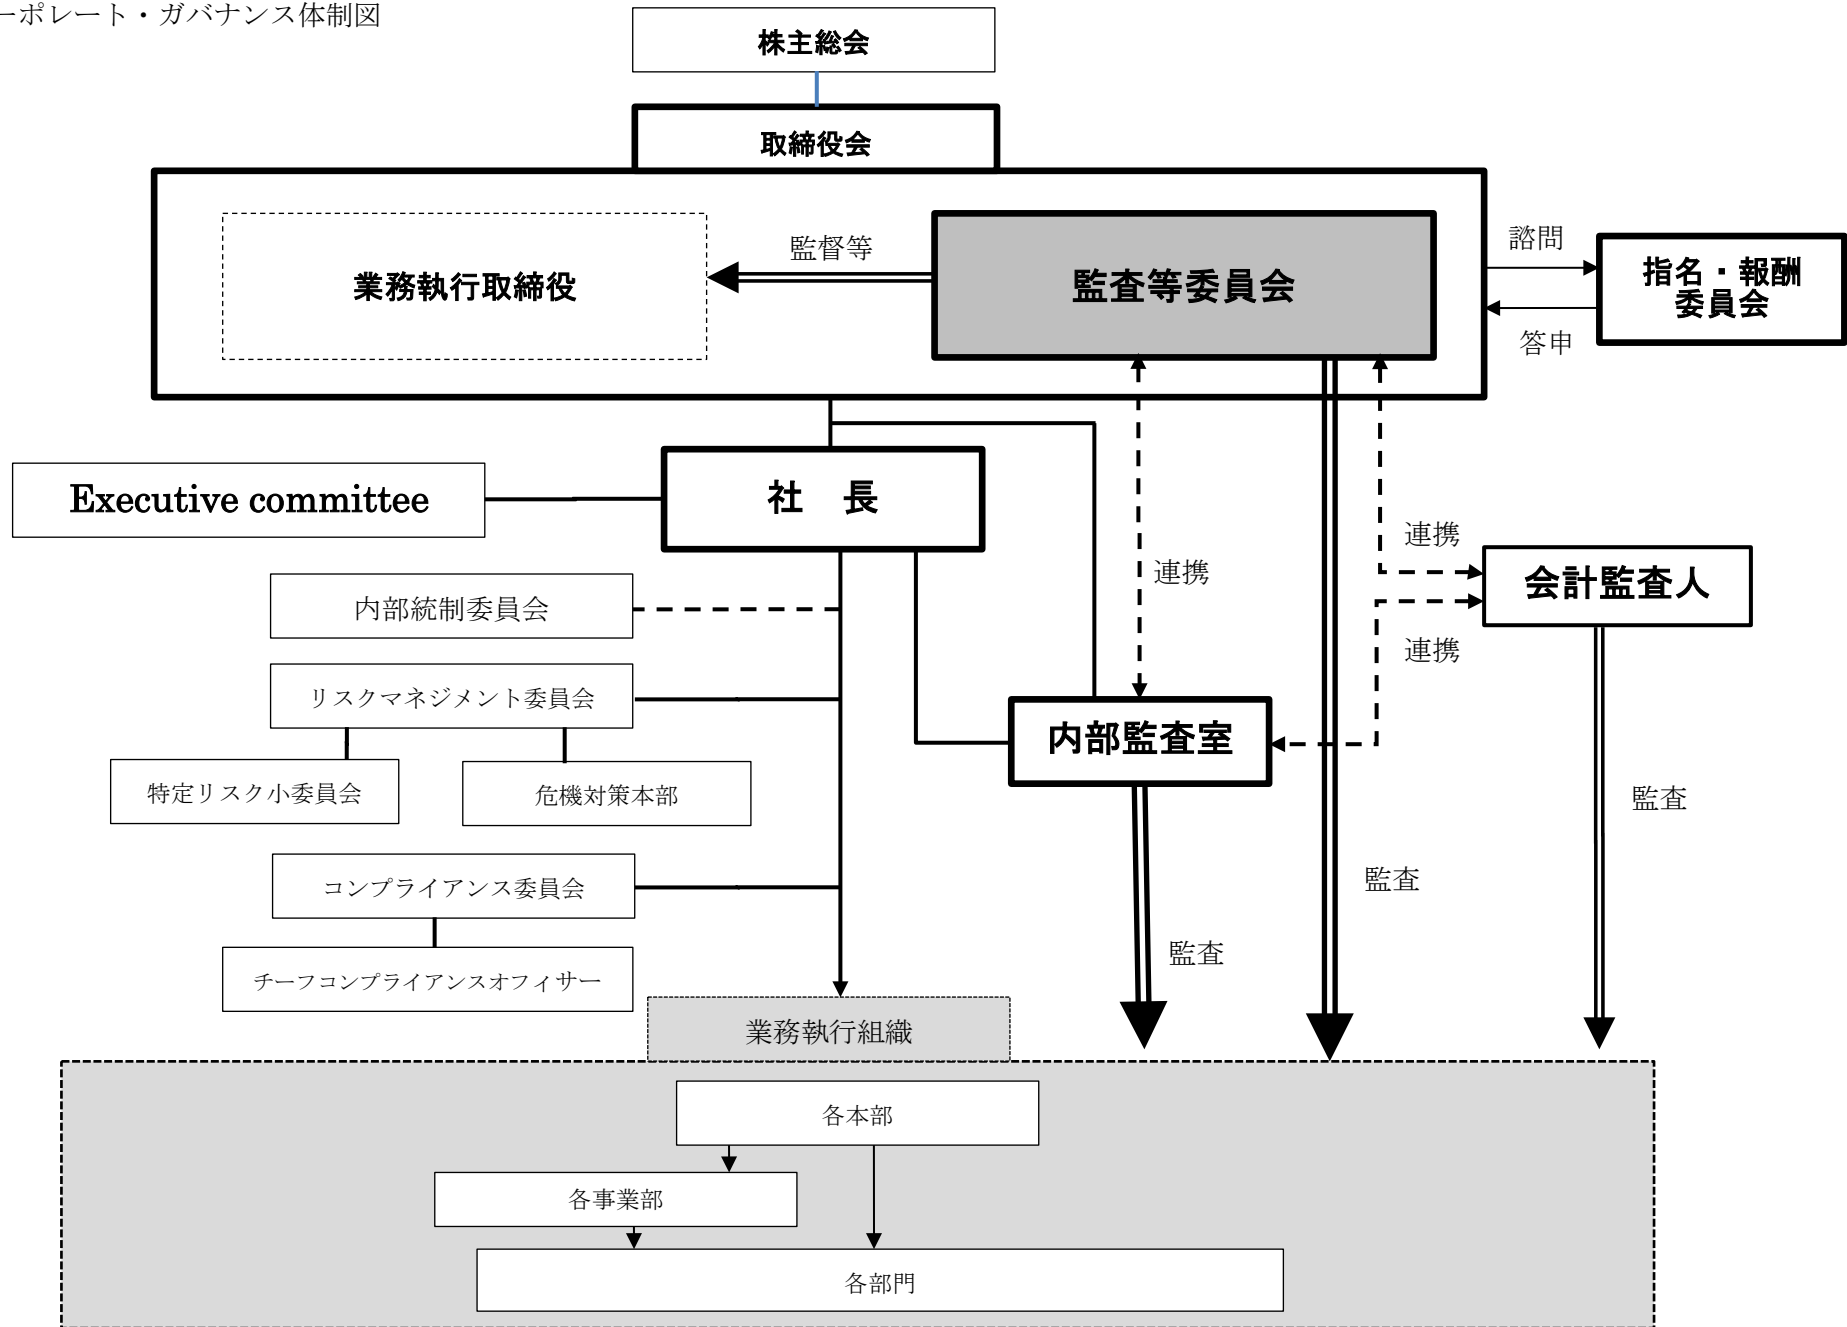 ーポレート・ガバナンス体制図
株主総会
取締役会
業務執行取締役
監督等
監査等委員会
諮問
答申
指名・報酬
委員会
Executive committee
社　長
連携
連携
会計監査人
連携
内部統制委員会
リスクマネジメント委員会
特定リスク小委員会
危機対策本部
内部監査室
監査
監査
監査
コンプライアンス委員会
チーフコンプライアンスオフィサー
業務執行組織
各本部
各事業部
各部門